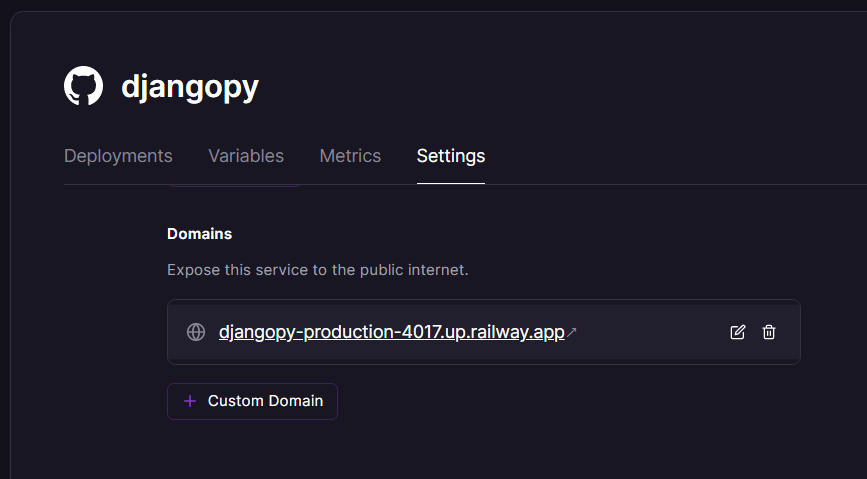 djangopy
Deployments Variables Metrics Settings
Domains
Expose this service to the public internet.
djangopy-production-4017.up.railway.app↗
+ Custom Domain